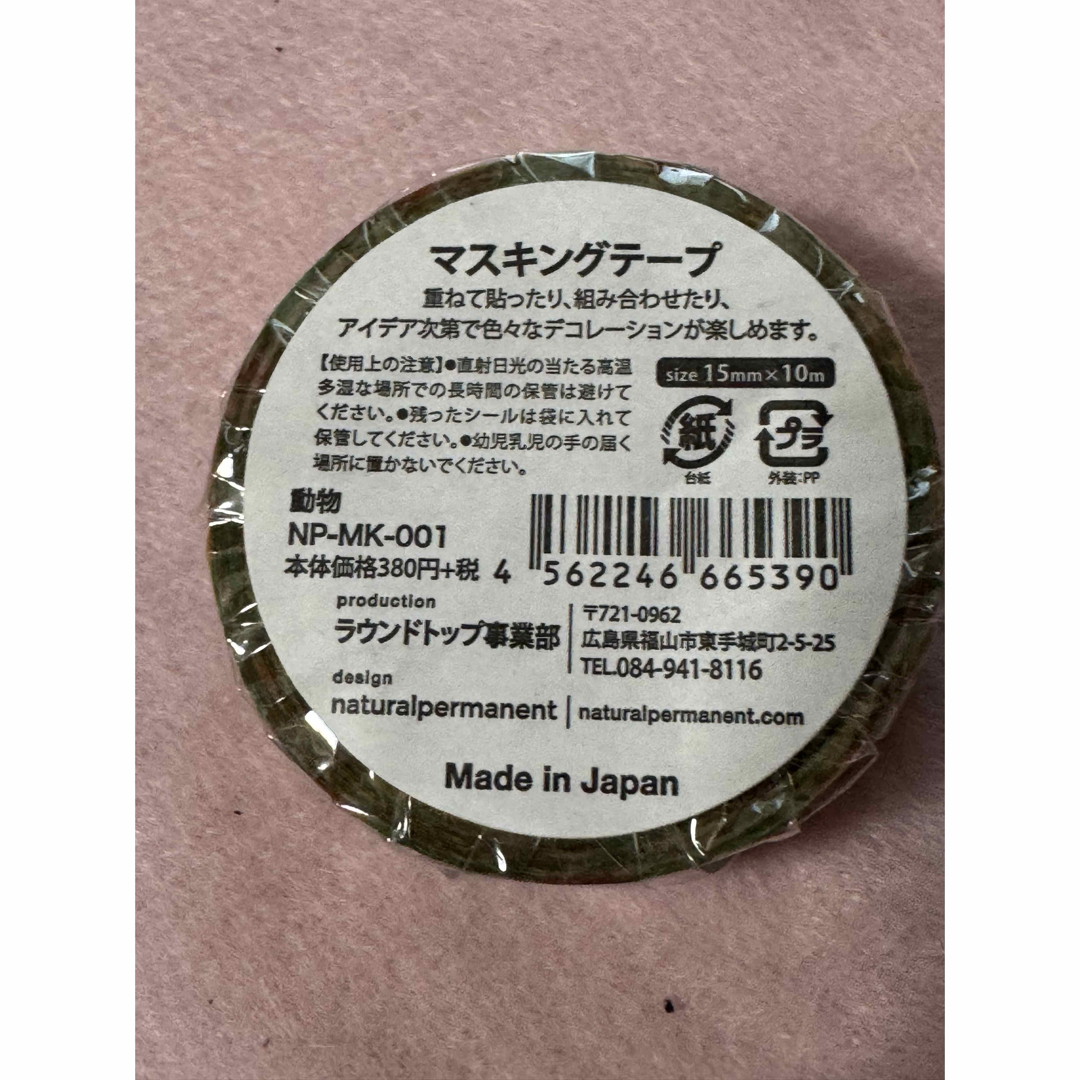 マスキングテープ
重ねて貼ったり、組み合わせたり、
アイデア次第で色々なデコレーションが楽しめます。
【使用上の注意】●直射日光の当たる高温
多湿な場所での長時間の保管は避けて
ください。●残ったシールは袋に入れて
保管してください。●幼児乳児の手の届く
場所に置かないでください。
size 15mm×10m
紙
台紙
プラ
外装:PP
動物
NP-MK-001
本体価格380円+税
4 562246 665390
production
ラウンドトップ事業部
〒721-0962
広島県福山市東手城町2-5-25
TEL.084-941-8116
design
naturalpermanent
naturalpermanent.com
Made in Japan